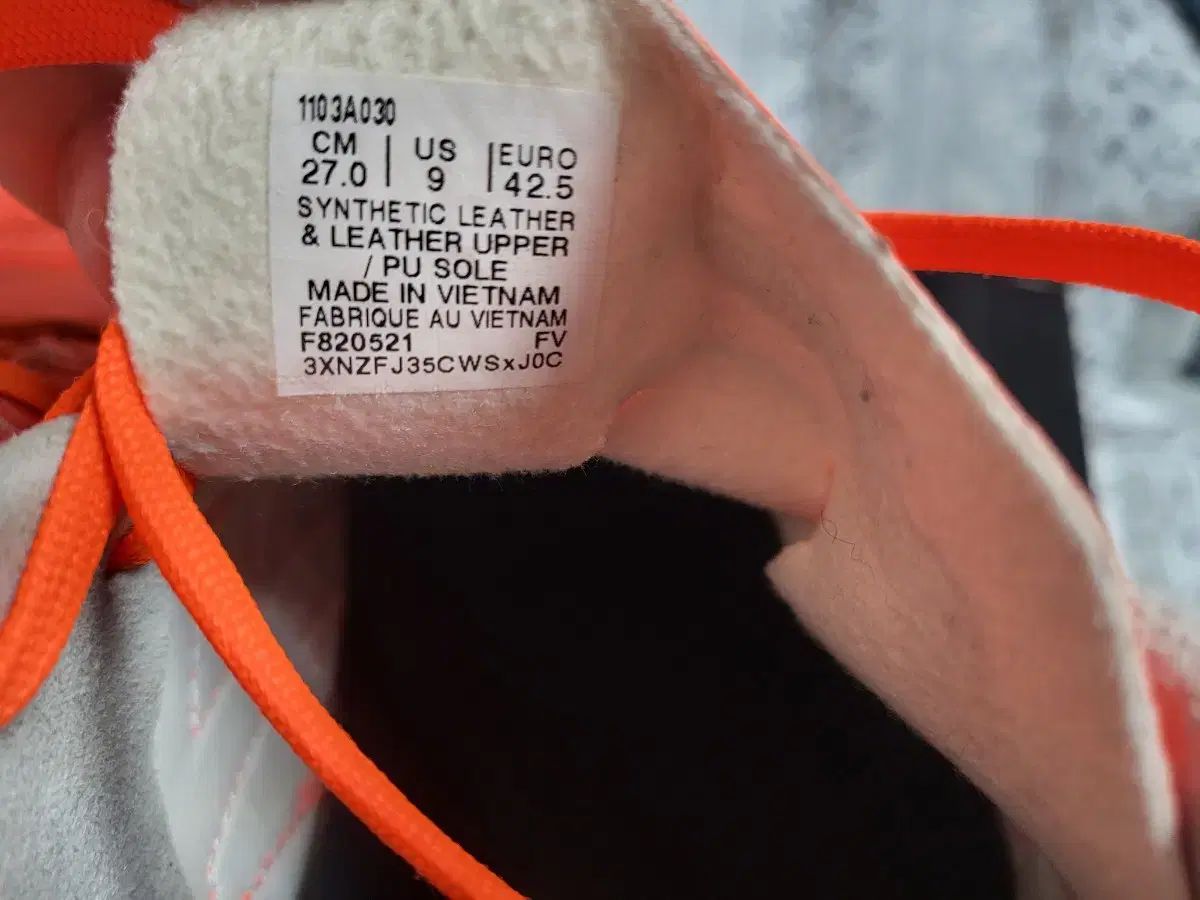 1103A030
CM | US | EURO
27.0 | 9 | 42.5
SYNTHETIC LEATHER
& LEATHER UPPER
/ PU SOLE
MADE IN VIETNAM
FABRIQUE AU VIETNAM
F820521 FV
3XNZFJ35CWSxJ0C